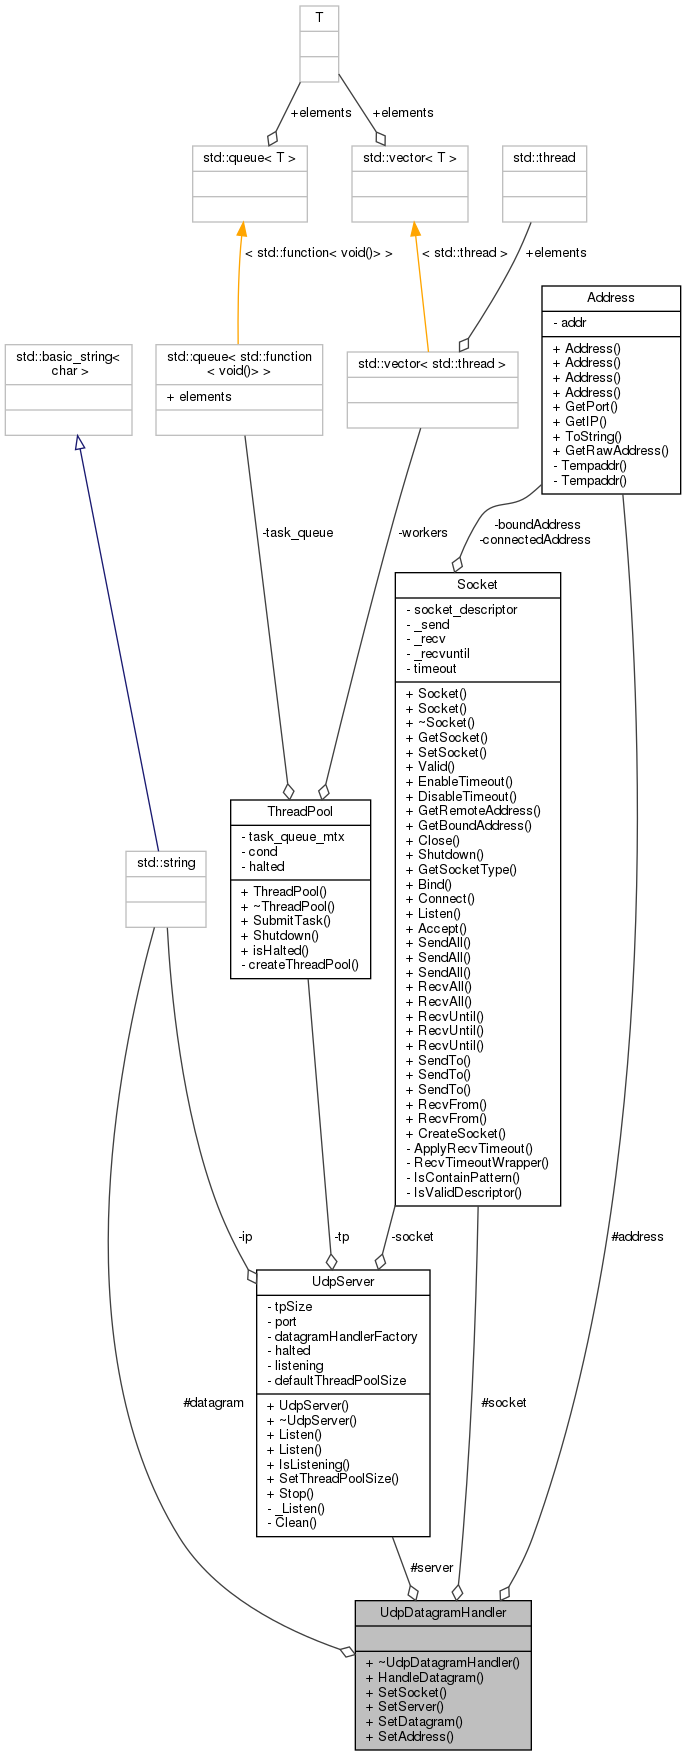 T
+elements
+elements
std::queue< T >
std::vector< T >
std::thread
< std::function< void()> >
< std::thread >
+elements
Address
- addr
+ Address()
+ Address()
+ Address()
+ Address()
+ GetPort()
+ GetIP()
+ ToString()
+ GetRawAddress()
- Tempaddr()
- Tempaddr()
std::basic_string<
char >
std::queue< std::function
< void()> >
+ elements
std::vector< std::thread >
-task_queue
-workers
-boundAddress
-connectedAddress
Socket
- socket_descriptor
- _send
- _recv
- _recvuntil
- timeout
+ Socket()
+ Socket()
+ ~Socket()
+ GetSocket()
+ SetSocket()
+ Valid()
+ EnableTimeout()
+ DisableTimeout()
+ GetRemoteAddress()
+ GetBoundAddress()
+ Close()
+ Shutdown()
+ GetSocketType()
+ Bind()
+ Connect()
+ Listen()
+ Accept()
+ SendAll()
+ SendAll()
+ SendAll()
+ RecvAll()
+ RecvAll()
+ RecvUntil()
+ RecvUntil()
+ RecvUntil()
+ SendTo()
+ SendTo()
+ SendTo()
+ RecvFrom()
+ RecvFrom()
+ CreateSocket()
- ApplyRecvTimeout()
- RecvTimeoutWrapper()
- IsContainPattern()
- IsValidDescriptor()
ThreadPool
- task_queue_mtx
- cond
- halted
+ ThreadPool()
+ ~ThreadPool()
+ SubmitTask()
+ Shutdown()
+ isHalted()
- createThreadPool()
std::string
-ip
-tp
-socket
#address
UdpServer
- tpSize
- port
- datagramHandlerFactory
- halted
- listening
- defaultThreadPoolSize
+ UdpServer()
+ ~UdpServer()
+ Listen()
+ Listen()
+ IsListening()
+ SetThreadPoolSize()
+ Stop()
- _Listen()
- Clean()
#datagram
#socket
#server
UdpDatagramHandler
+ ~UdpDatagramHandler()
+ HandleDatagram()
+ SetSocket()
+ SetServer()
+ SetDatagram()
+ SetAddress()